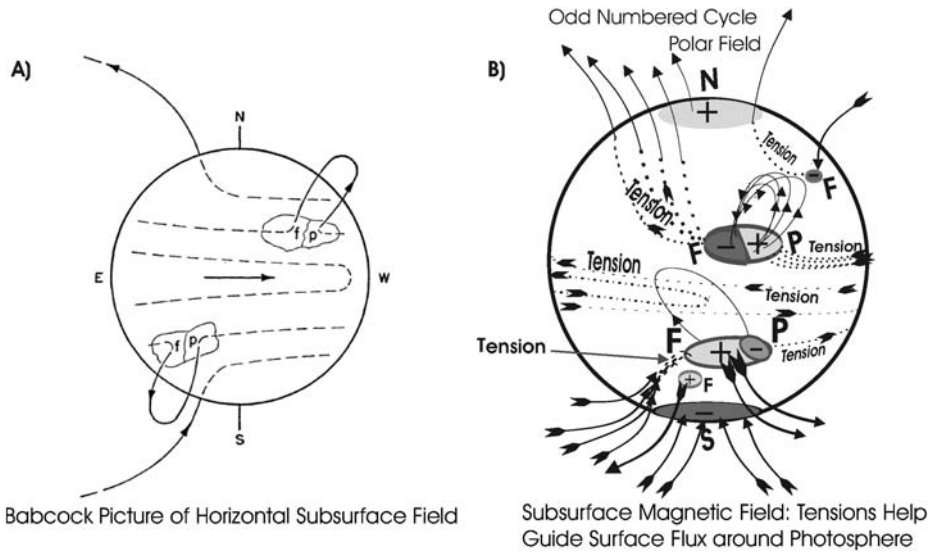 A)
N
f
p
E
W
f
p
S
Babcock Picture of Horizontal Subsurface Field
Odd Numbered Cycle
Polar Field
B)
N
+
Tension
-
F
Tension
F
-
+
P
Tension
Tension
Tension
F
P
Tension
+
-
Tension
+
F
-
S
Subsurface Magnetic Field: Tensions Help
Guide Surface Flux around Photosphere